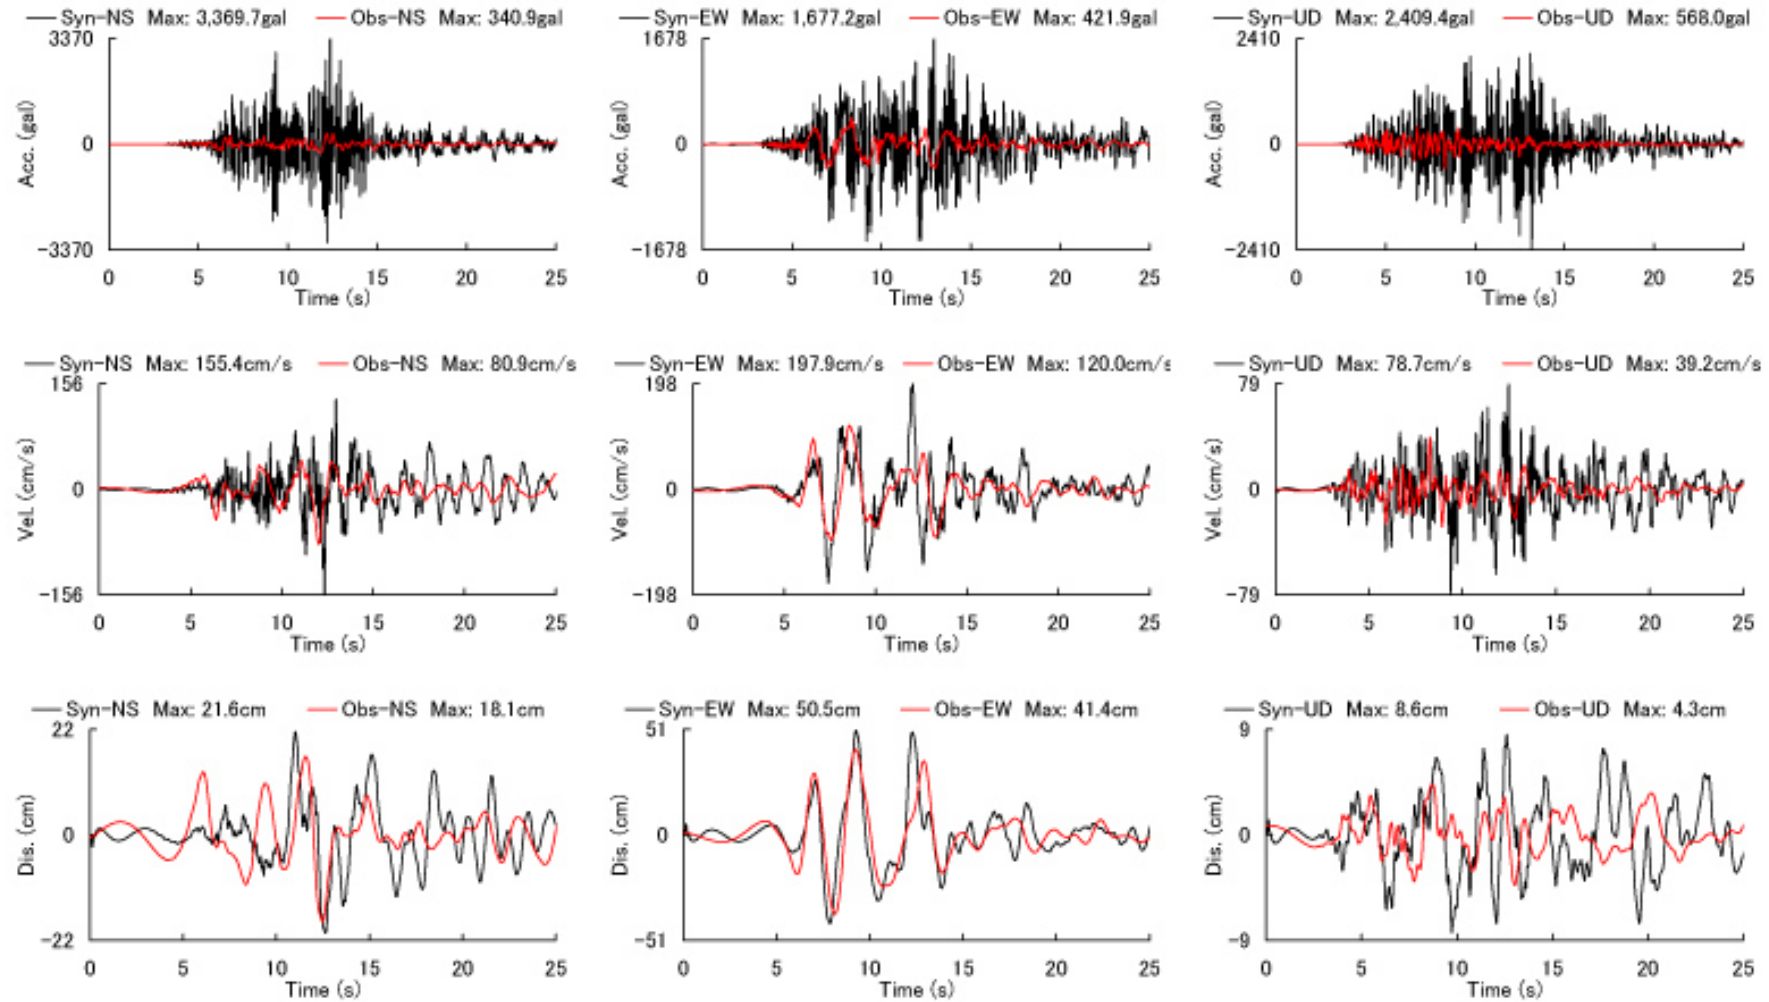 Syn-NS Max: 3,369.7gal Obs-NS Max: 340.9gal
3370
0
-3370
Acc. (gal)
0 5 10 15 20 25
Time (s)
Syn-EW Max: 1,677.2gal Obs-EW Max: 421.9gal
1678
0
-1678
Acc. (gal)
0 5 10 15 20 25
Time (s)
Syn-UD Max: 2,409.4gal Obs-UD Max: 568.0gal
2410
0
-2410
Acc. (gal)
0 5 10 15 20 25
Time (s)
Syn-NS Max: 155.4cm/s Obs-NS Max: 80.9cm/s
156
0
-156
Vel. (cm/s)
0 5 10 15 20 25
Time (s)
Syn-EW Max: 197.9cm/s Obs-EW Max: 120.0cm/s
198
0
-198
Vel. (cm/s)
0 5 10 15 20 25
Time (s)
Syn-UD Max: 78.7cm/s Obs-UD Max: 39.2cm/s
79
0
-79
Vel. (cm/s)
0 5 10 15 20 25
Time (s)
Syn-NS Max: 21.6cm Obs-NS Max: 18.1cm
22
0
-22
Dis. (cm)
0 5 10 15 20 25
Time (s)
Syn-EW Max: 50.5cm Obs-EW Max: 41.4cm
51
0
-51
Dis. (cm)
0 5 10 15 20 25
Time (s)
Syn-UD Max: 8.6cm Obs-UD Max: 4.3cm
9
0
-9
Dis. (cm)
0 5 10 15 20 25
Time (s)